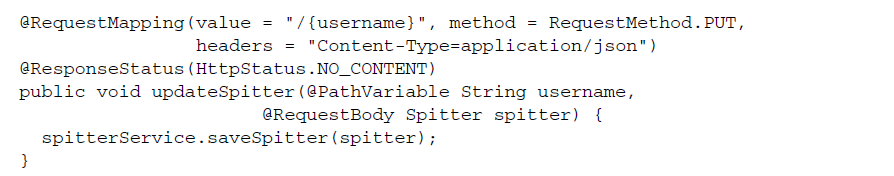 @RequestMapping(value = "/{username}", method = RequestMethod.PUT,
                headers = "Content-Type=application/json")
@ResponseStatus(HttpStatus.NO_CONTENT)
public void updateSpitter(@PathVariable String username,
                      @RequestBody Spitter spitter) {
  spitterService.saveSpitter(spitter);
}